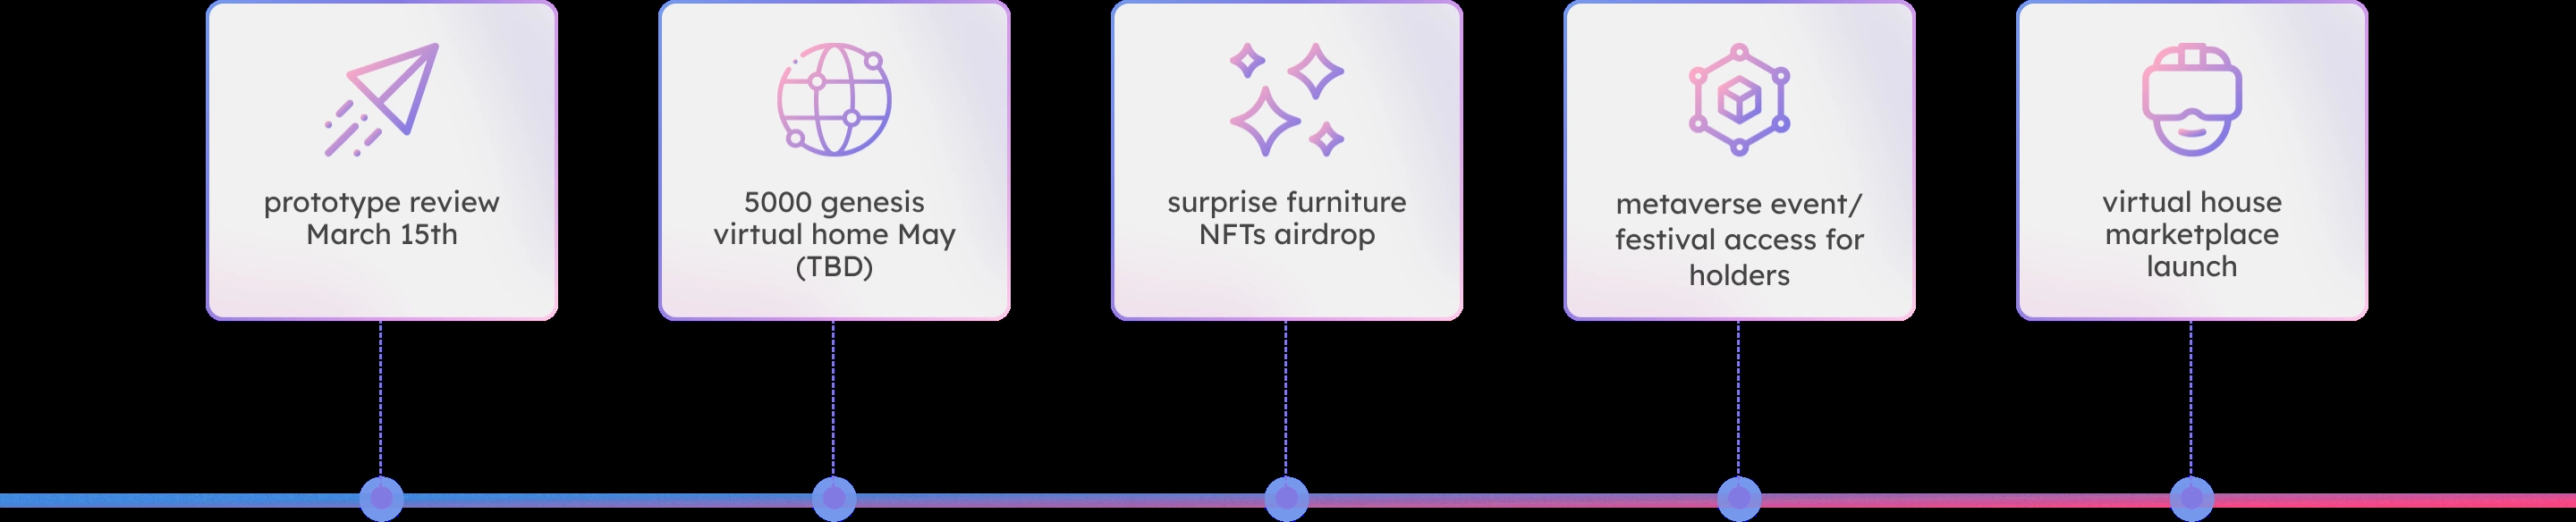 prototype review
March 15th
5000 genesis
virtual home May
(TBD)
surprise furniture
NFTs airdrop
metaverse event/
festival access for
holders
virtual house
marketplace
launch